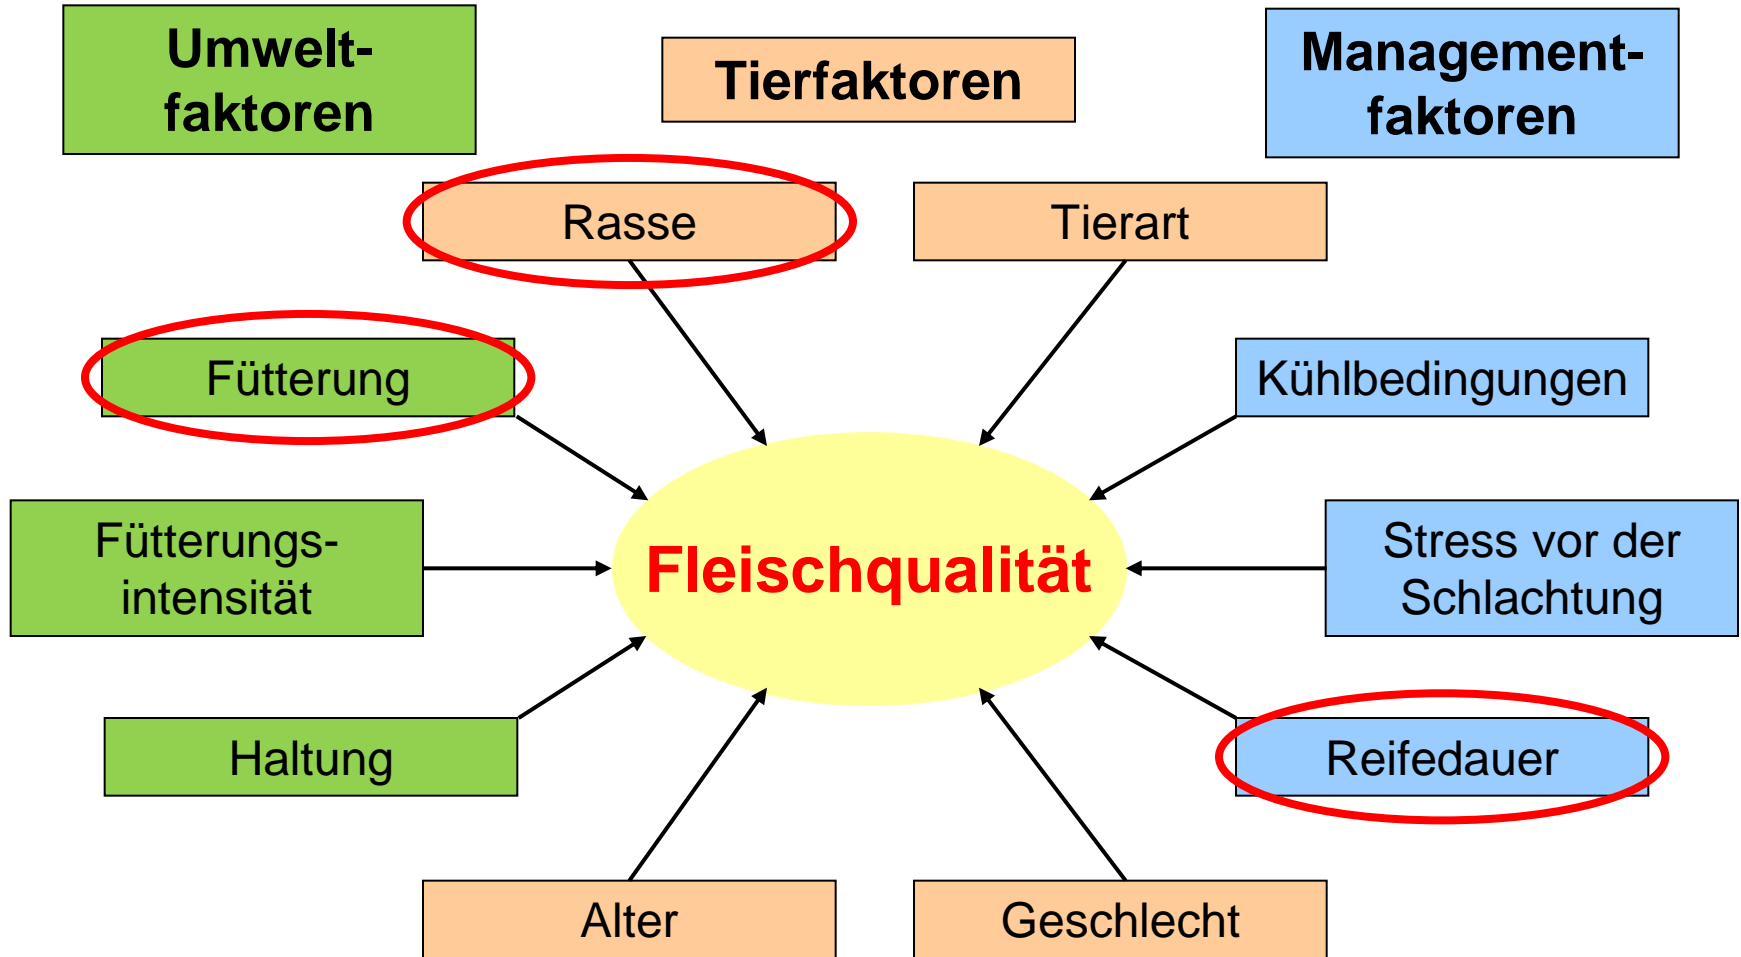 Umwelt-
faktoren
Tierfaktoren
Management-
faktoren
Rasse
Tierart
Fütterung
Kühlbedingungen
Fütterungs-
intensität
Fleischqualität
Stress vor der
Schlachtung
Haltung
Reifedauer
Alter
Geschlecht